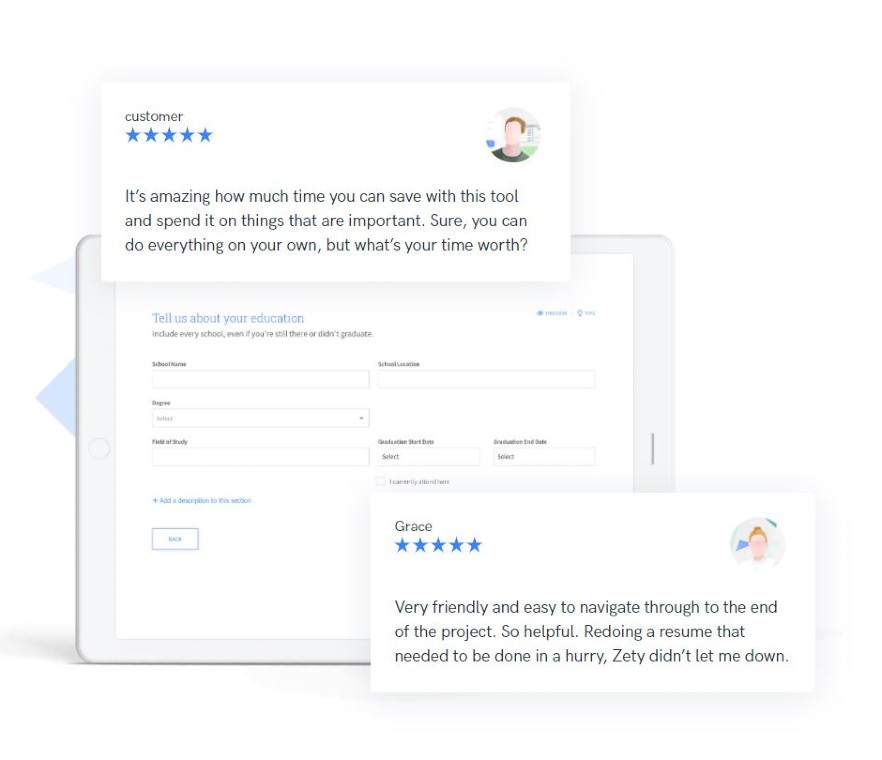 customer
★★★★★
It's amazing how much time you can save with this tool
and spend it on things that are important. Sure, you can
do everything on your own, but what's your time worth?
Tell us about your education
PREVIEW TIPS
Include every school, even if you're still there or didn't graduate.
School Name School Location
Degree
Select
Field of Study Graduation Start Date Graduation End Date
Select Select
I currently attend here
+ Add a description to this section
BACK
Grace
★★★★★
Very friendly and easy to navigate through to the end
of the project. So helpful. Redoing a resume that
needed to be done in a hurry, Zety didn't let me down.